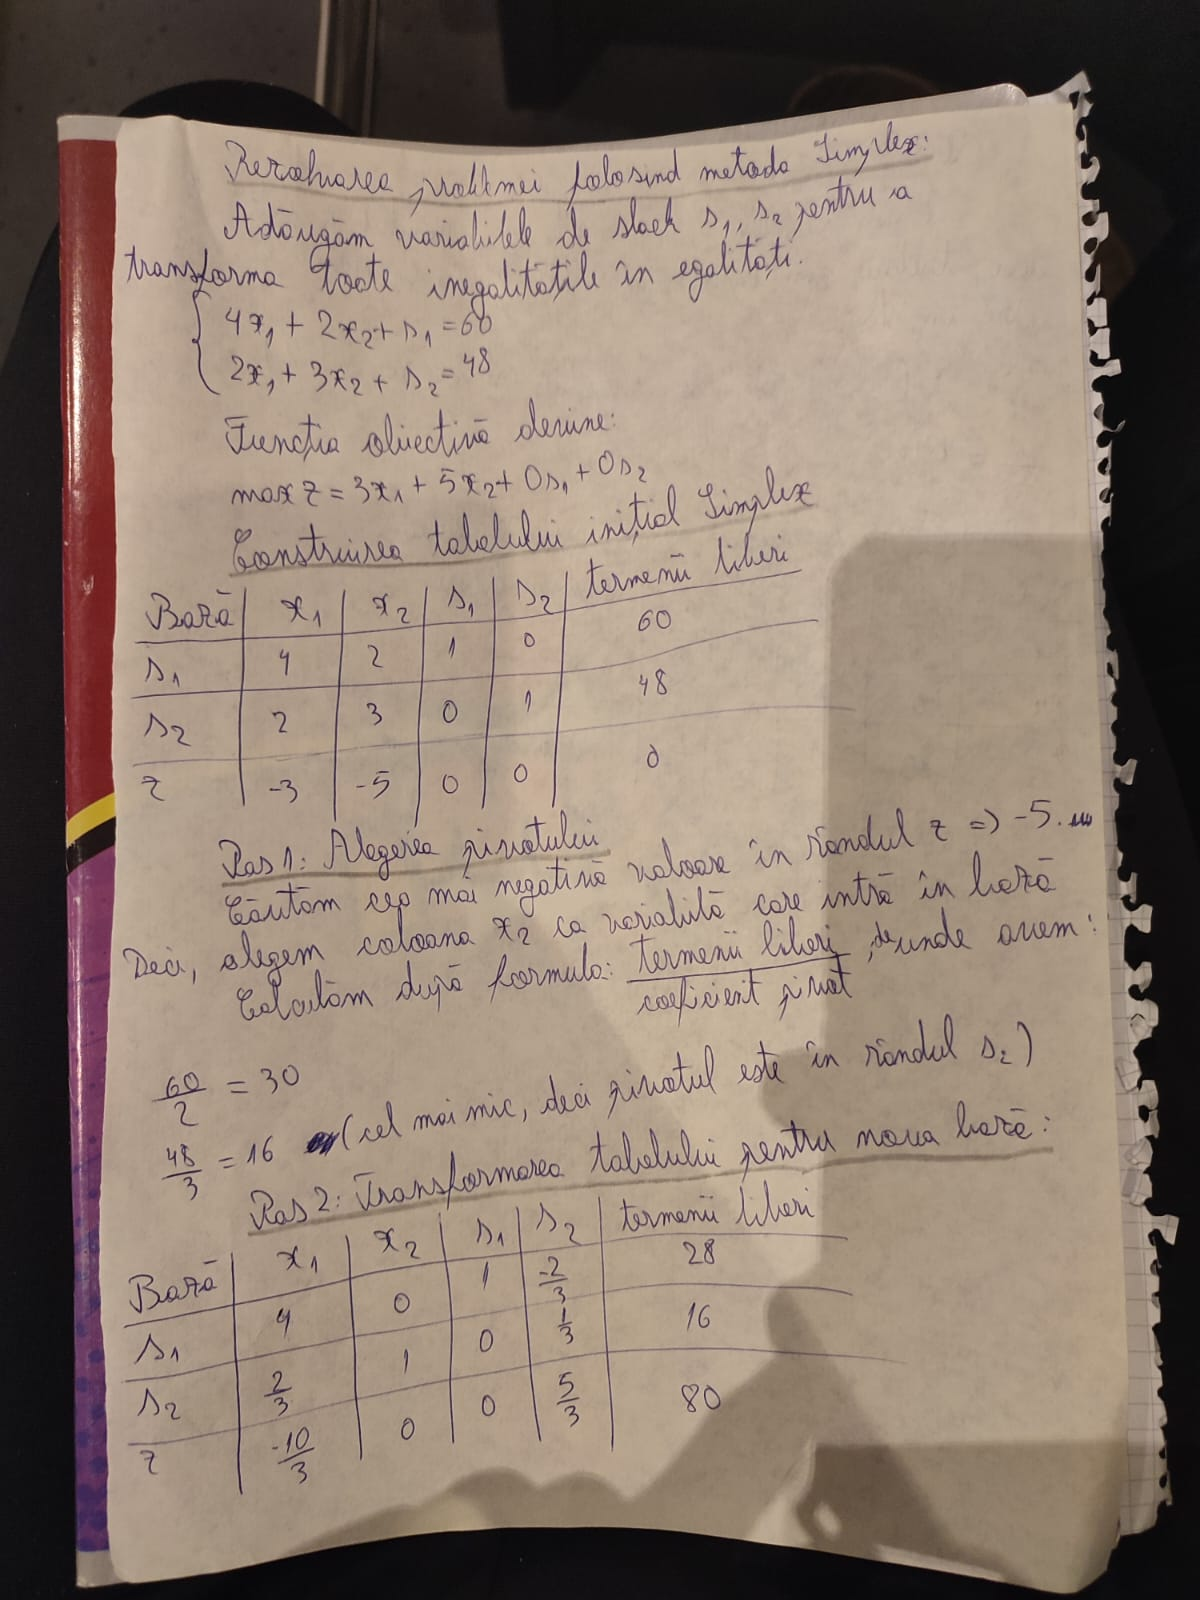 Rezolvarea problemei folosind metoda Simplex:
Adăugăm variabilele de slack s₁, s₂ pentru a
transforma toate inegalitățile în egalități.
{ 4x₁ + 2x₂ + s₁ = 60
2x₁ + 3x₂ + s₂ = 48
Funcția obiectivă devine:
max z = 3x₁ + 5x₂ + 0s₁ + 0s₂
Construirea tabelului inițial Simplex
Bază | x₁ | x₂ | s₁ | s₂ | termenii liberi
s₁ | 4 | 2 | 1 | 0 | 60
s₂ | 2 | 3 | 0 | 1 | 48
z | -3 | -5 | 0 | 0 | 0
Pas 1: Alegerea pivotului
Căutăm cea mai negativă valoare în rândul z => -5.
Deci, alegem coloana x₂ ca variabilă care intră în bază
Calculăm după formula: termenii liberi / coeficient pivot, de unde avem:
60/2 = 30
48/3 = 16 (cel mai mic, deci pivotul este în rândul s₂)
Pas 2: Transformarea tabelului pentru noua bază:
Bază | x₁ | x₂ | s₁ | s₂ | termenii liberi
s₁ | 4 | 0 | 1 | -2/3 | 28
s₂ | 2/3 | 1 | 0 | 1/3 | 16
z | -10/3 | 0 | 0 | 5/3 | 80